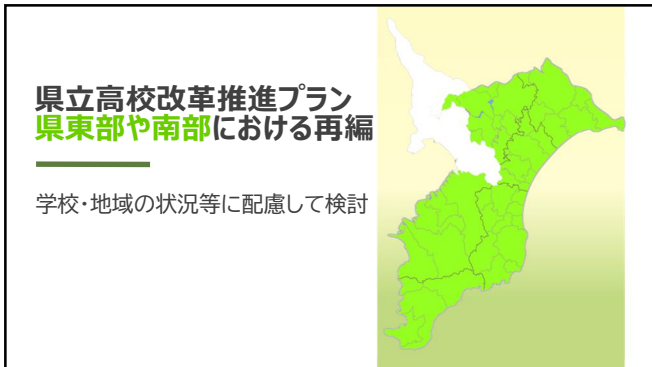 県立高校改革推進プラン
県東部や南部における再編
学校・地域の状況等に配慮して検討